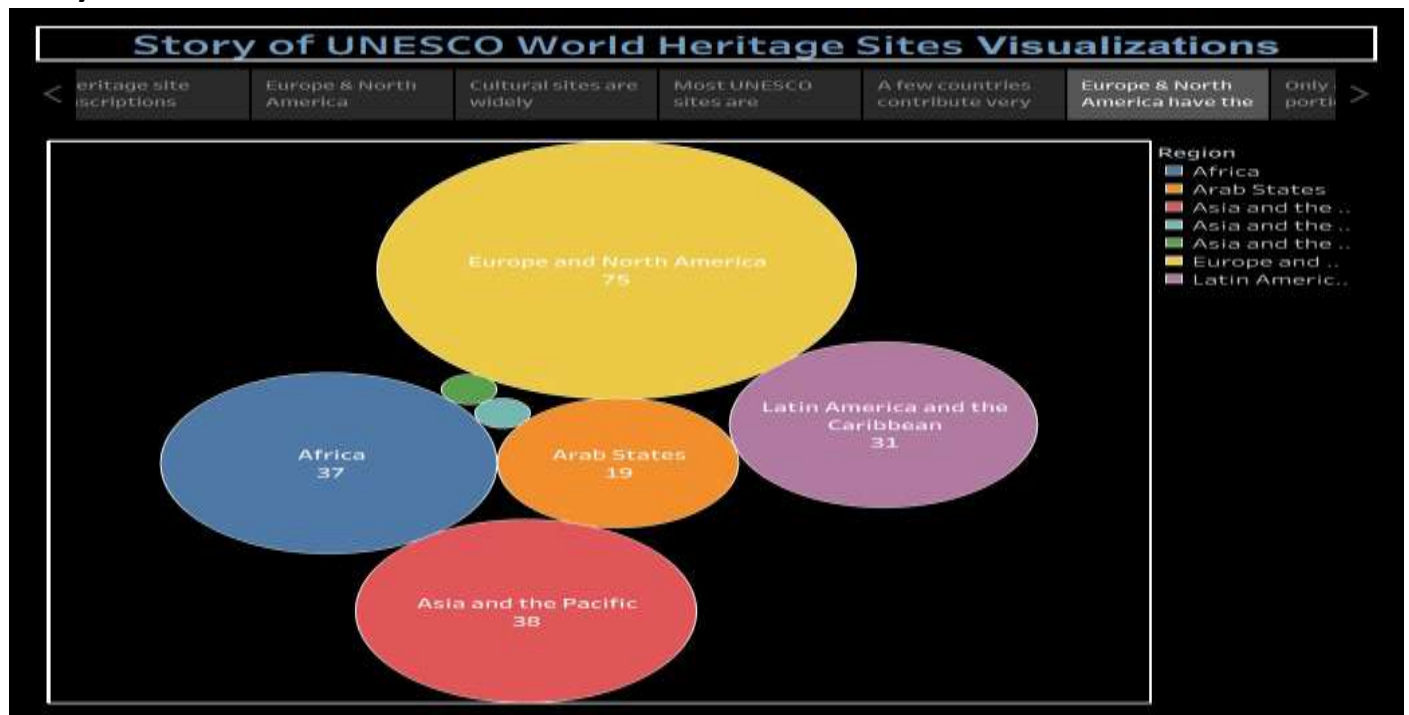 Story of UNESCO World Heritage Sites Visualizations
< eritage site Europe & North Cultural sites are Most UNESCO A few countries Europe & North Only >
scriptions America widely sites are contribute very America have the porti
Region
Africa
Arab States
Asia and the ..
Asia and the ..
Asia and the ..
Europe and ..
Latin Americ..
Europe and North America
75
Latin America and the
Caribbean
31
Africa
37
Arab States
19
Asia and the Pacific
38